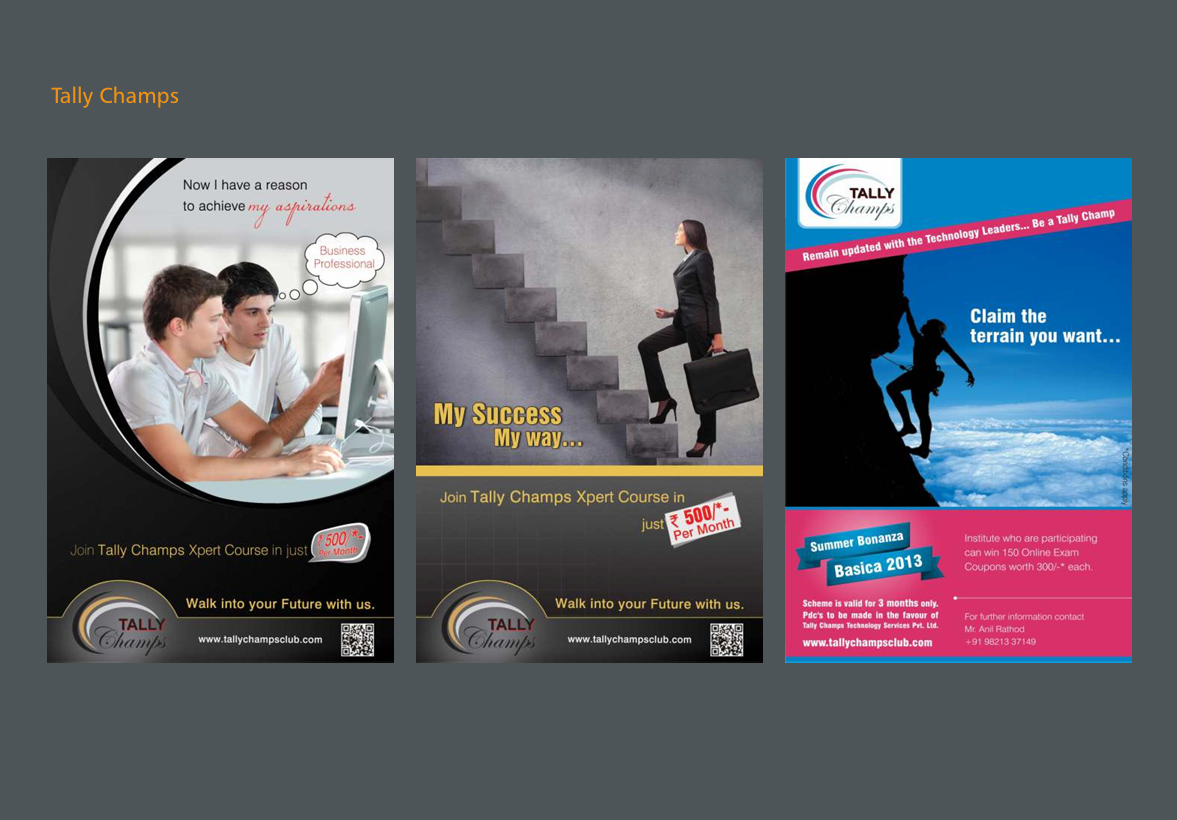 Tally Champs
Now I have a reason
to achieve my aspirations
Business
Professional
Join Tally Champs Xpert Course in just
₹ 500/*-
Per Month
Walk into your Future with us.
TALLY
Champs
www.tallychampsclub.com
My Success
My way...
Join Tally Champs Xpert Course in
just
₹ 500/*-
Per Month
Walk into your Future with us.
TALLY
Champs
www.tallychampsclub.com
TALLY
Champs
Remain updated with the Technology Leaders... Be a Tally Champ
Claim the
terrain you want...
*Conditions apply
Summer Bonanza
Basica 2013
Scheme is valid for 3 months only.
Pdc's to be made in the favour of
Tally Champs Technology Services Pvt. Ltd.
www.tallychampsclub.com
Institute who are participating
can win 150 Online Exam
Coupons worth 300/-* each.
For further information contact
Mr. Anil Rathod
+91 98213 37149